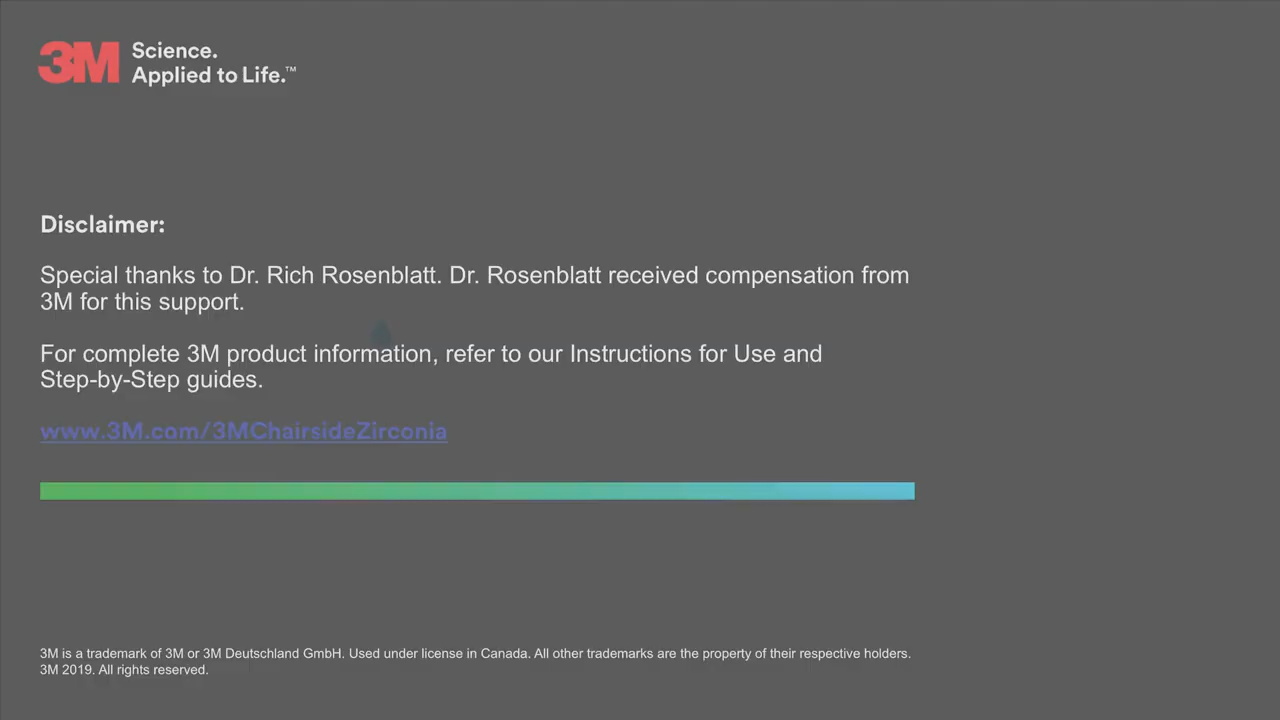 3M Science.
Applied to Life.™
Disclaimer:
Special thanks to Dr. Rich Rosenblatt. Dr. Rosenblatt received compensation from
3M for this support.
For complete 3M product information, refer to our Instructions for Use and
Step-by-Step guides.
www.3M.com/3MChairsideZirconia
3M is a trademark of 3M or 3M Deutschland GmbH. Used under license in Canada. All other trademarks are the property of their respective holders.
3M 2019. All rights reserved.